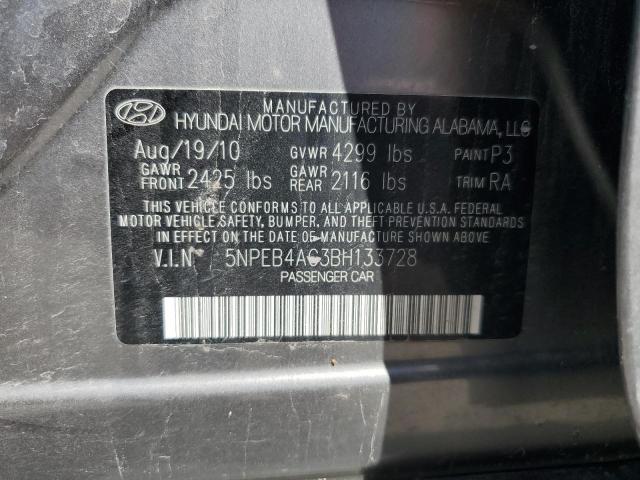 MANUFACTURED BY
HYUNDAI MOTOR MANUFACTURING ALABAMA, LLC
Aug/19/10 GVWR 4299 lbs PAINT P3
GAWR FRONT 2425 lbs GAWR REAR 2116 lbs TRIM RA
THIS VEHICLE CONFORMS TO ALL APPLICABLE U.S.A. FEDERAL
MOTOR VEHICLE SAFETY, BUMPER, AND THEFT PREVENTION STANDARDS
IN EFFECT ON THE DATE OF MANUFACTURE SHOWN ABOVE.
V.I.N 5NPEB4AC3BH133728
PASSENGER CAR